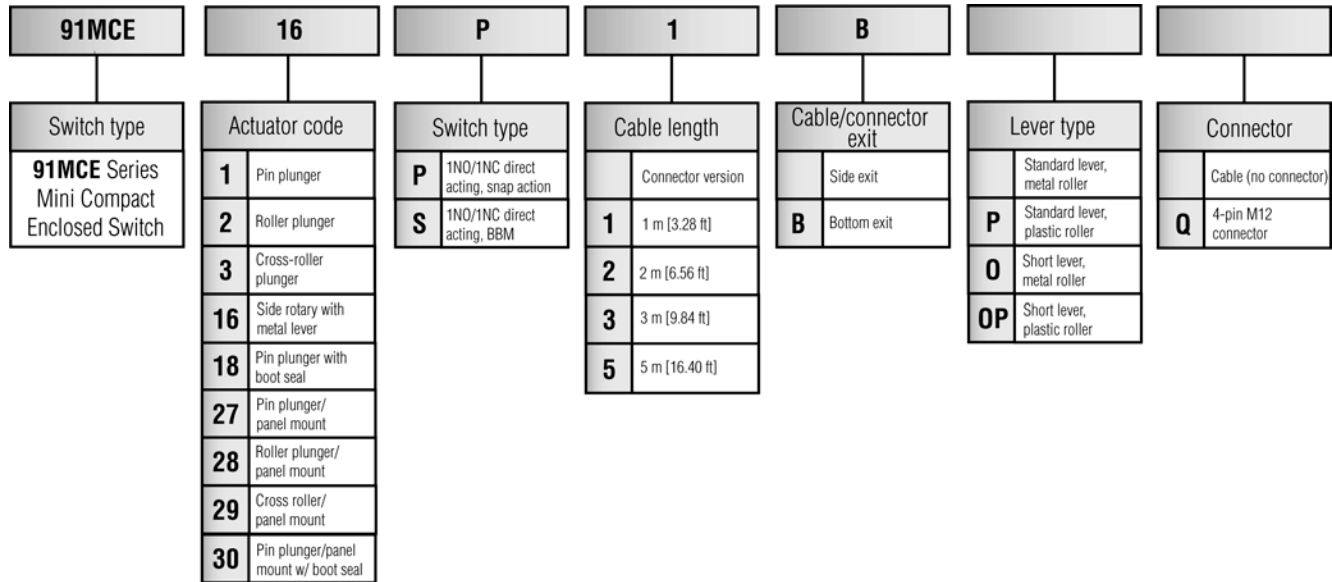 91MCE
16
P
1
B
Switch type
91MCE Series
Mini Compact
Enclosed Switch
Actuator code
1 Pin plunger
2 Roller plunger
3 Cross-roller
plunger
16 Side rotary with
metal lever
18 Pin plunger with
boot seal
27 Pin plunger/
panel mount
28 Roller plunger/
panel mount
29 Cross roller/
panel mount
30 Pin plunger/panel
mount w/ boot seal
Switch type
P 1NO/1NC direct
acting, snap action
S 1NO/1NC direct
acting, BBM
Cable length
Connector version
1 1 m [3.28 ft]
2 2 m [6.56 ft]
3 3 m [9.84 ft]
5 5 m [16.40 ft]
Cable/connector
exit
Side exit
B Bottom exit
Lever type
Standard lever,
metal roller
P Standard lever,
plastic roller
O Short lever,
metal roller
OP Short lever,
plastic roller
Connector
Cable (no connector)
Q 4-pin M12
connector